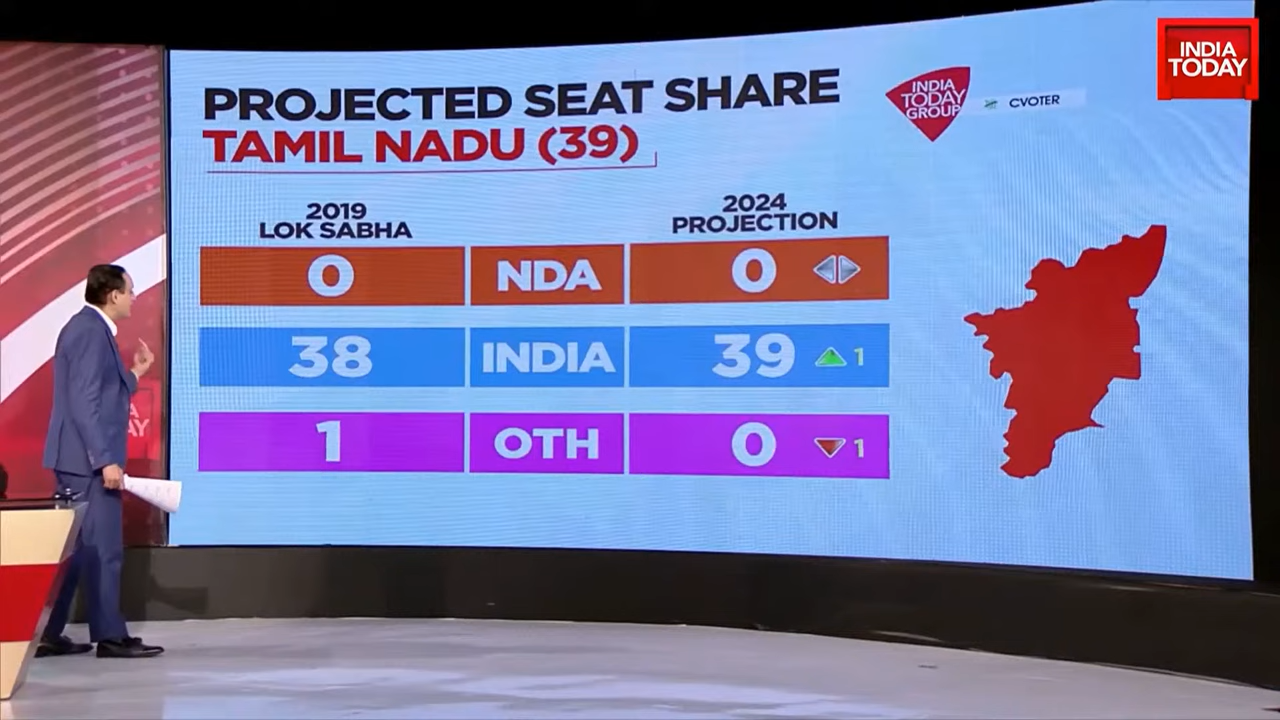 PROJECTED SEAT SHARE
TAMIL NADU (39)
INDIA
TODAY
GROUP
CVOTER
INDIA
TODAY
2019
LOK SABHA
2024
PROJECTION
0 NDA 0
38 INDIA 39 1
1 OTH 0 1